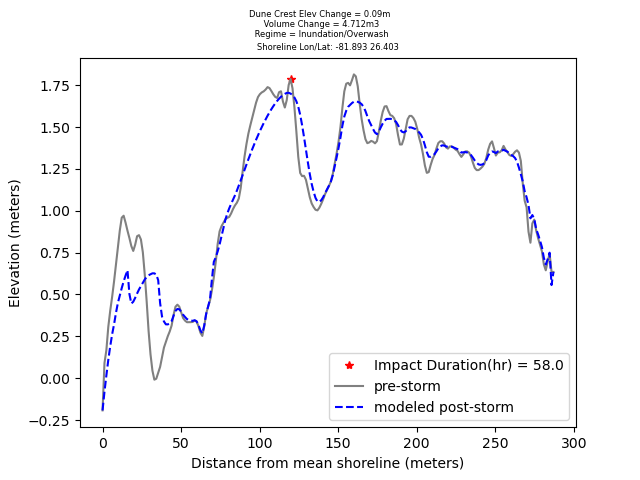 Dune Crest Elev Change = 0.09m
Volume Change = 4.712m3
Regime = Inundation/Overwash
Shoreline Lon/Lat: -81.893 26.403
1.75
1.50
1.25
1.00
0.75
0.50
0.25
0.00
−0.25
Elevation (meters)
Impact Duration(hr) = 58.0
pre-storm
modeled post-storm
0 50 100 150 200 250 300
Distance from mean shoreline (meters)